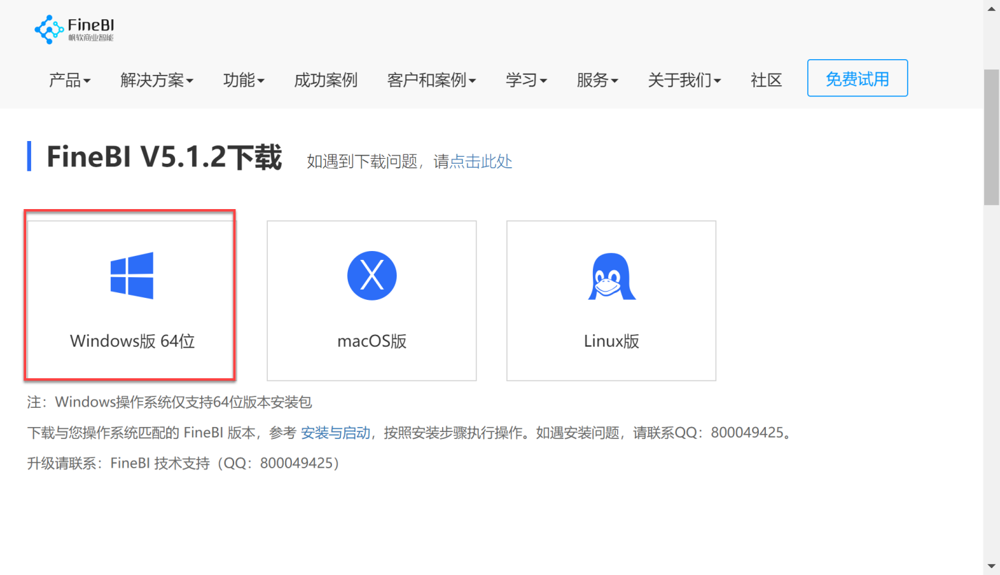 FineBI
帆软商业智能
产品 解决方案 功能 成功案例 客户和案例 学习 服务 关于我们 社区 免费试用
FineBI V5.1.2下载 如遇到下载问题，请点击此处
Windows版 64位 macOS版 Linux版
注：Windows操作系统仅支持64位版本安装包
下载与您操作系统匹配的 FineBI 版本，参考 安装与启动，按照安装步骤执行操作。如遇安装问题，请联系QQ：800049425。
升级请联系：FineBI 技术支持（QQ：800049425）